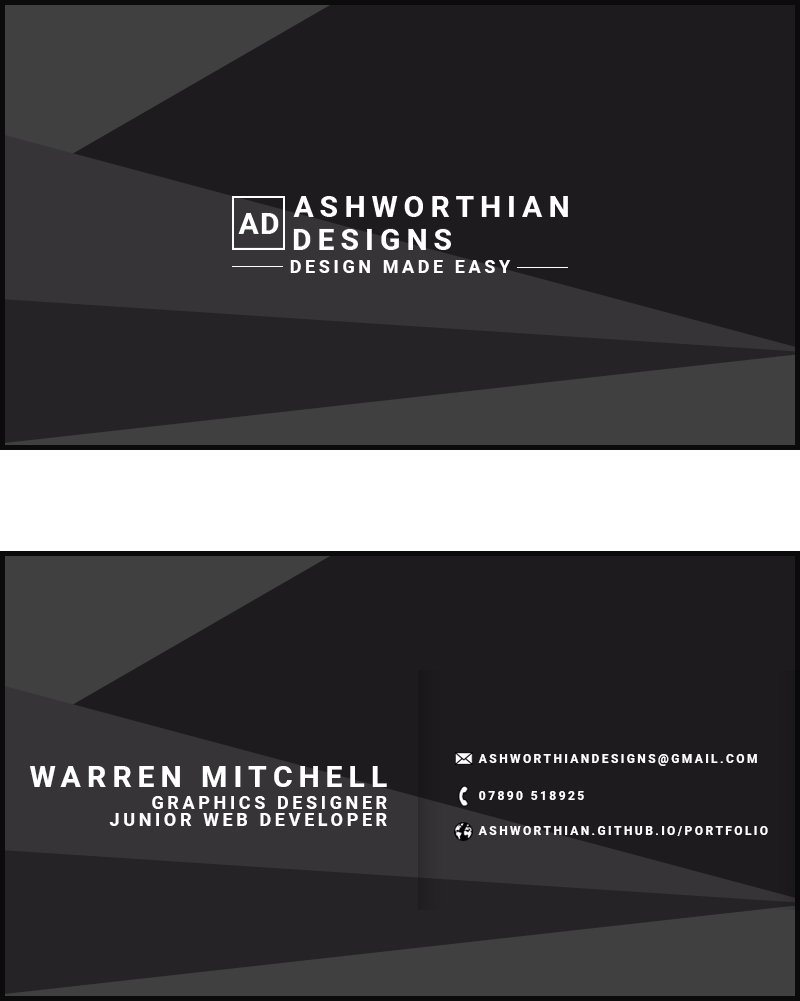 AD
ASHWORTHIAN
DESIGNS
DESIGN MADE EASY
WARREN MITCHELL
GRAPHICS DESIGNER
JUNIOR WEB DEVELOPER
ASHWORTHIANDESIGNS@GMAIL.COM
07890 518925
ASHWORTHIAN.GITHUB.IO/PORTFOLIO